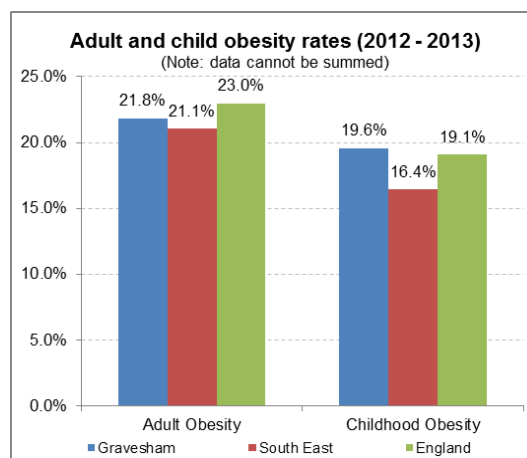 Adult and child obesity rates (2012 - 2013)
(Note: data cannot be summed)
25.0%
20.0%
15.0%
10.0%
5.0%
0.0%
21.8%
21.1%
23.0%
19.6%
16.4%
19.1%
Adult Obesity
Childhood Obesity
Gravesham
South East
England